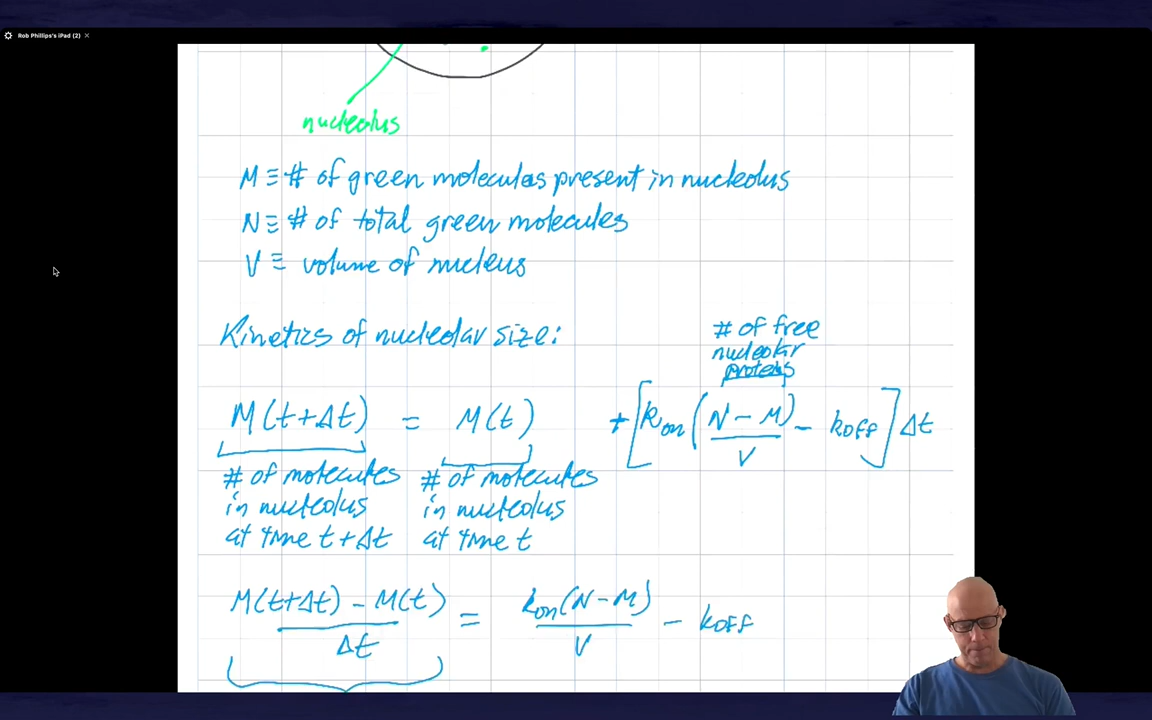 Rob Phillips's iPad (2)
nucleolus
M ≡ # of green molecules present in nucleolus
N ≡ # of total green molecules
V ≡ volume of nucleus
Kinetics of nucleolar size:
# of free
nucleolar
proteins
M(t+Δt) = M(t) + [kon (N-M)/V - koff] Δt
# of molecules # of molecules
in nucleolus in nucleolus
at time t+Δt at time t
M(t+Δt) - M(t) / Δt = kon(N-M) / V - koff